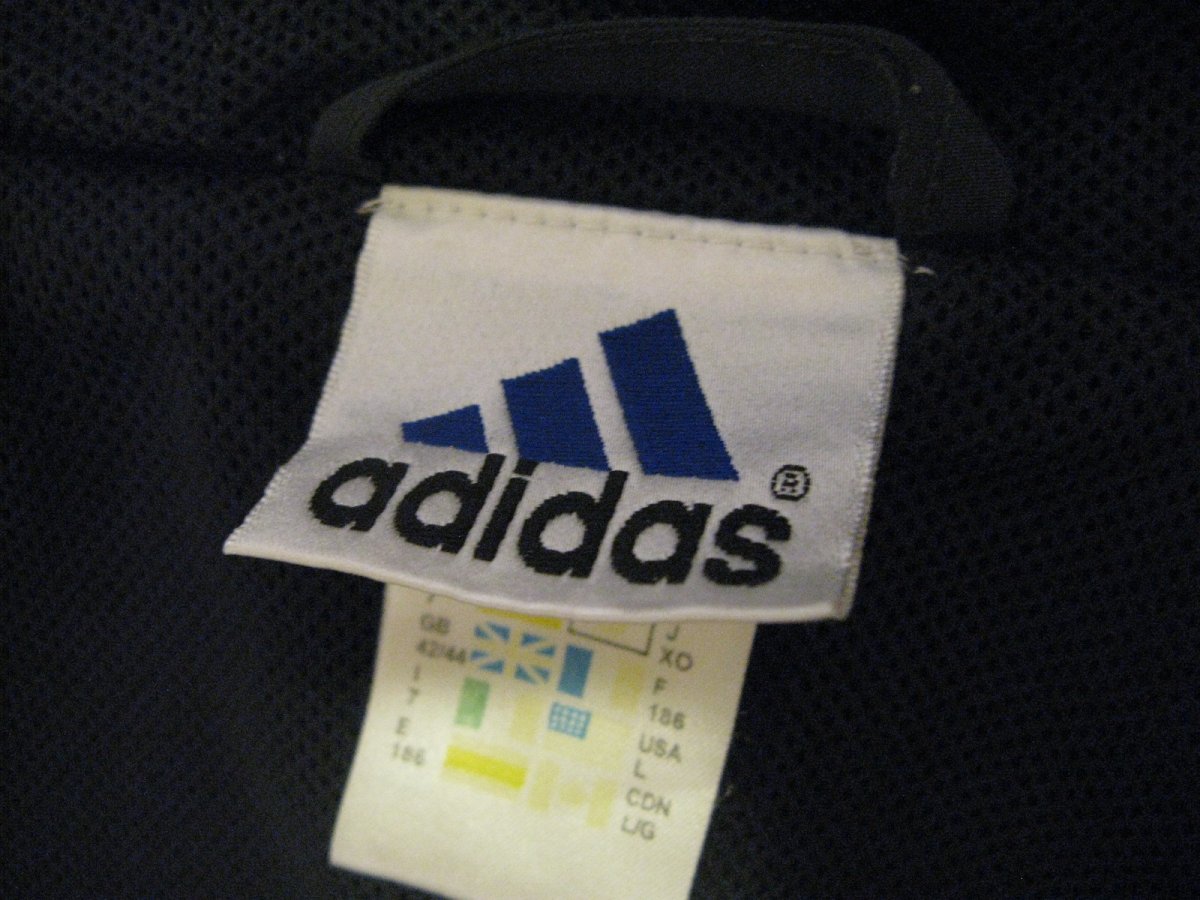 adidas®
GB
42/44
I
7
E
186
J
XO
F
186
USA
L
CDN
L/G